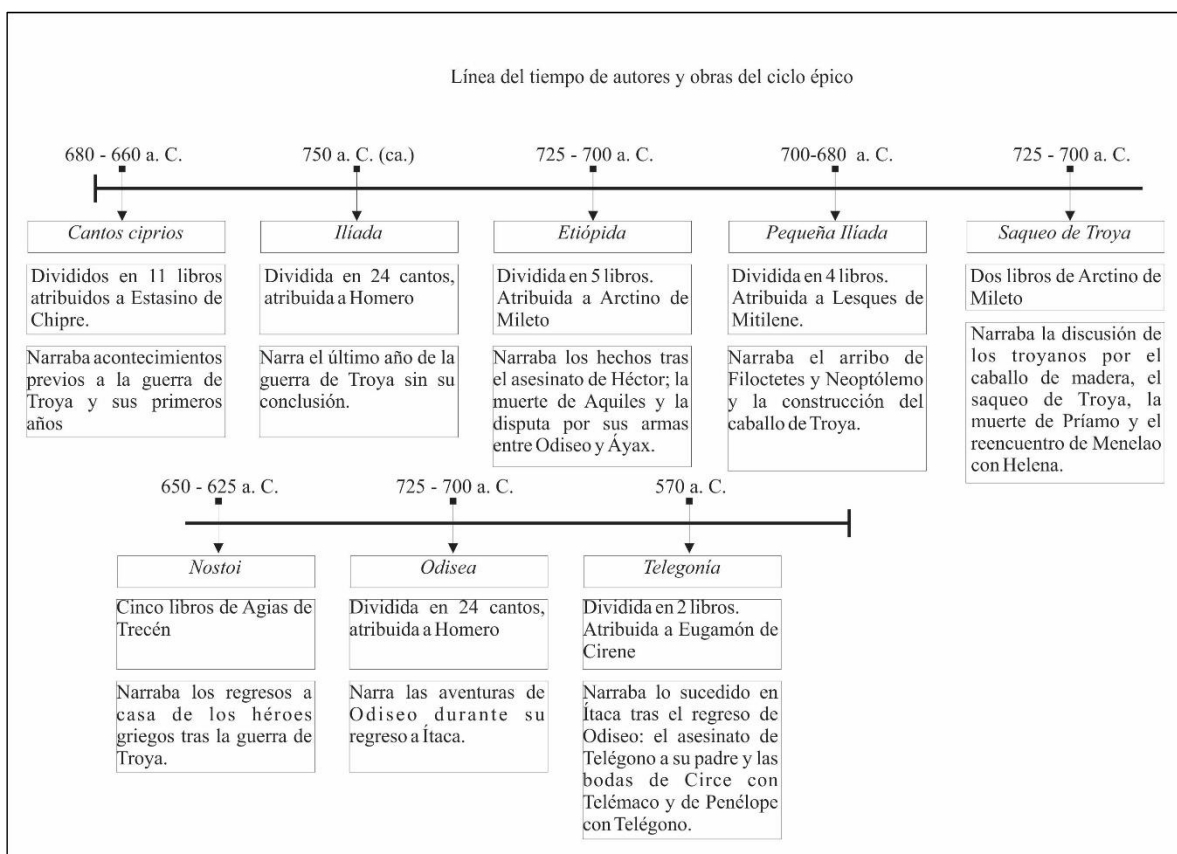 Línea del tiempo de autores y obras del ciclo épico
680 - 660 a. C.
Cantos ciprios
Divididos en 11 libros
atribuidos a Estasino de
Chipre.
Narraba acontecimientos
previos a la guerra de
Troya y sus primeros
años
750 a. C. (ca.)
Ilíada
Dividida en 24 cantos,
atribuida a Homero
Narra el último año de la
guerra de Troya sin su
conclusión.
725 - 700 a. C.
Etiópida
Dividida en 5 libros.
Atribuida a Arctino de
Mileto
Narraba los hechos tras
el asesinato de Héctor; la
muerte de Aquiles y la
disputa por sus armas
entre Odiseo y Áyax.
700-680 a. C.
Pequeña Ilíada
Dividida en 4 libros.
Atribuida a Lesques de
Mitilene.
Narraba el arribo de
Filoctetes y Neoptólemo
y la construcción del
caballo de Troya.
725 - 700 a. C.
Saqueo de Troya
Dos libros de Arctino de
Mileto
Narraba la discusión de
los troyanos por el
caballo de madera, el
saqueo de Troya, la
muerte de Príamo y el
reencuentro de Menelao
con Helena.
650 - 625 a. C.
Nostoi
Cinco libros de Agias de
Trecén
Narraba los regresos a
casa de los héroes
griegos tras la guerra de
Troya.
725 - 700 a. C.
Odisea
Dividida en 24 cantos,
atribuida a Homero
Narra las aventuras de
Odiseo durante su
regreso a Ítaca.
570 a. C.
Telegonía
Dividida en 2 libros.
Atribuida a Eugamón de
Cirene
Narraba lo sucedido en
Ítaca tras el regreso de
Odiseo: el asesinato de
Telégono a su padre y las
bodas de Circe con
Telémaco y de Penélope
con Telégono.